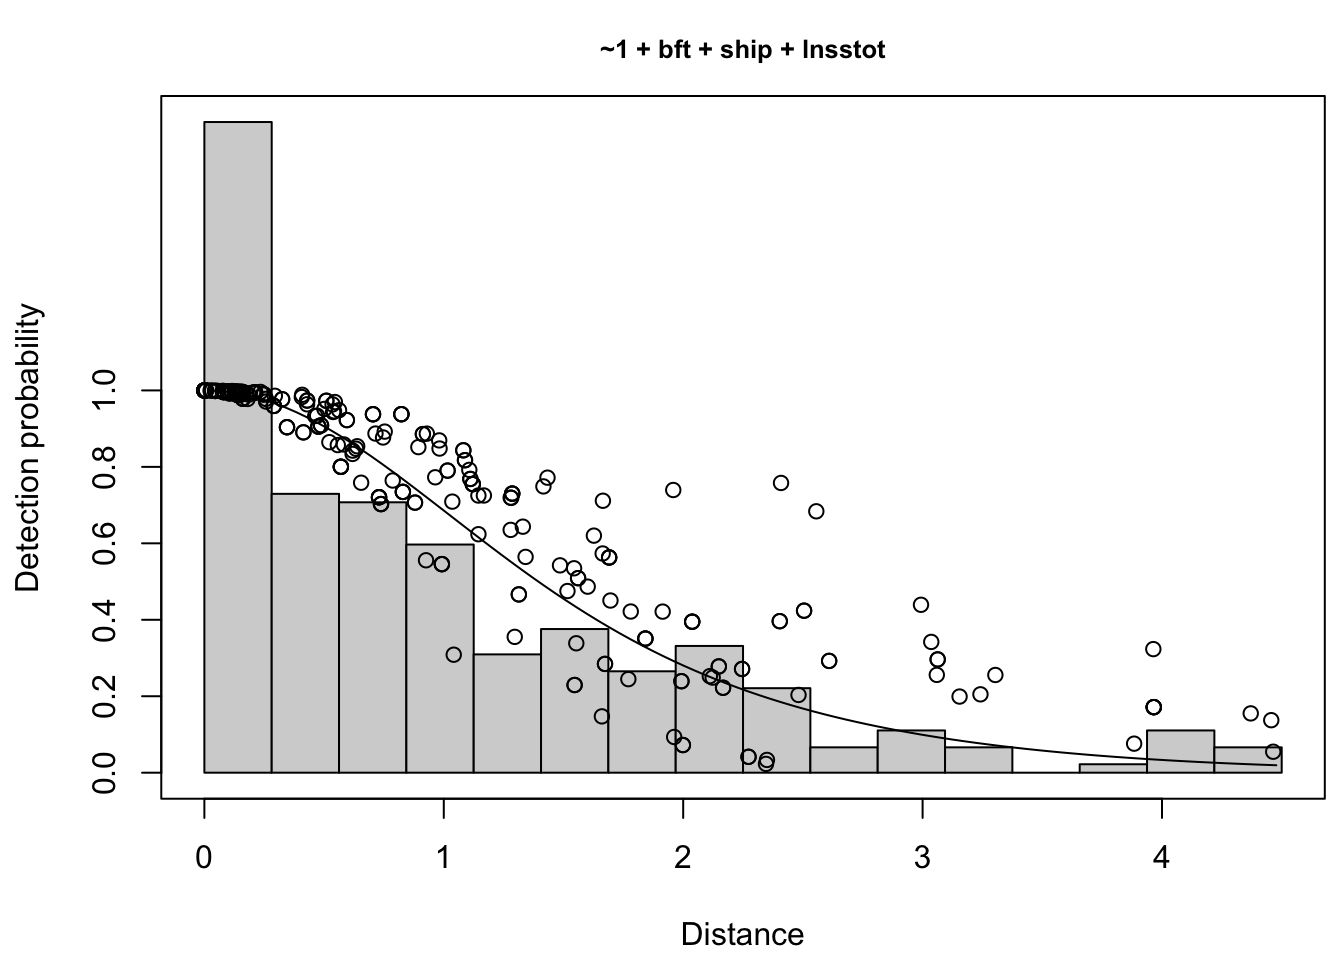 ~1 + bft + ship + lnsstot
Detection probability
1.0
0.8
0.6
0.4
0.2
0.0
0 1 2 3 4
Distance